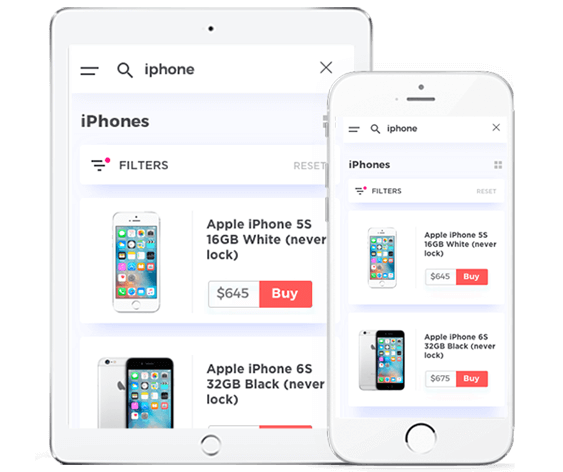 iphone
iPhones
FILTERS
RESET
Apple iPhone 5S
16GB White (never
lock)
$645
Buy
Apple iPhone 6S
32GB Black (never
lock)
iphone
iPhones
FILTERS
RESET
Apple iPhone 5S
16GB White (never
lock)
$645
Buy
Apple iPhone 6S
32GB Black (never
lock)
$675
Buy